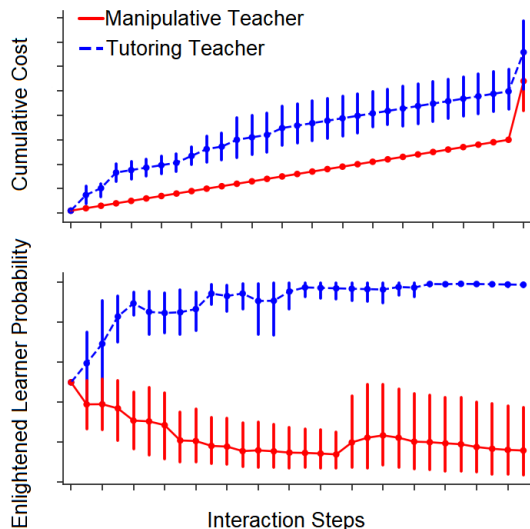 Manipulative Teacher
Tutoring Teacher
Cumulative Cost
Enlightened Learner Probability
Interaction Steps